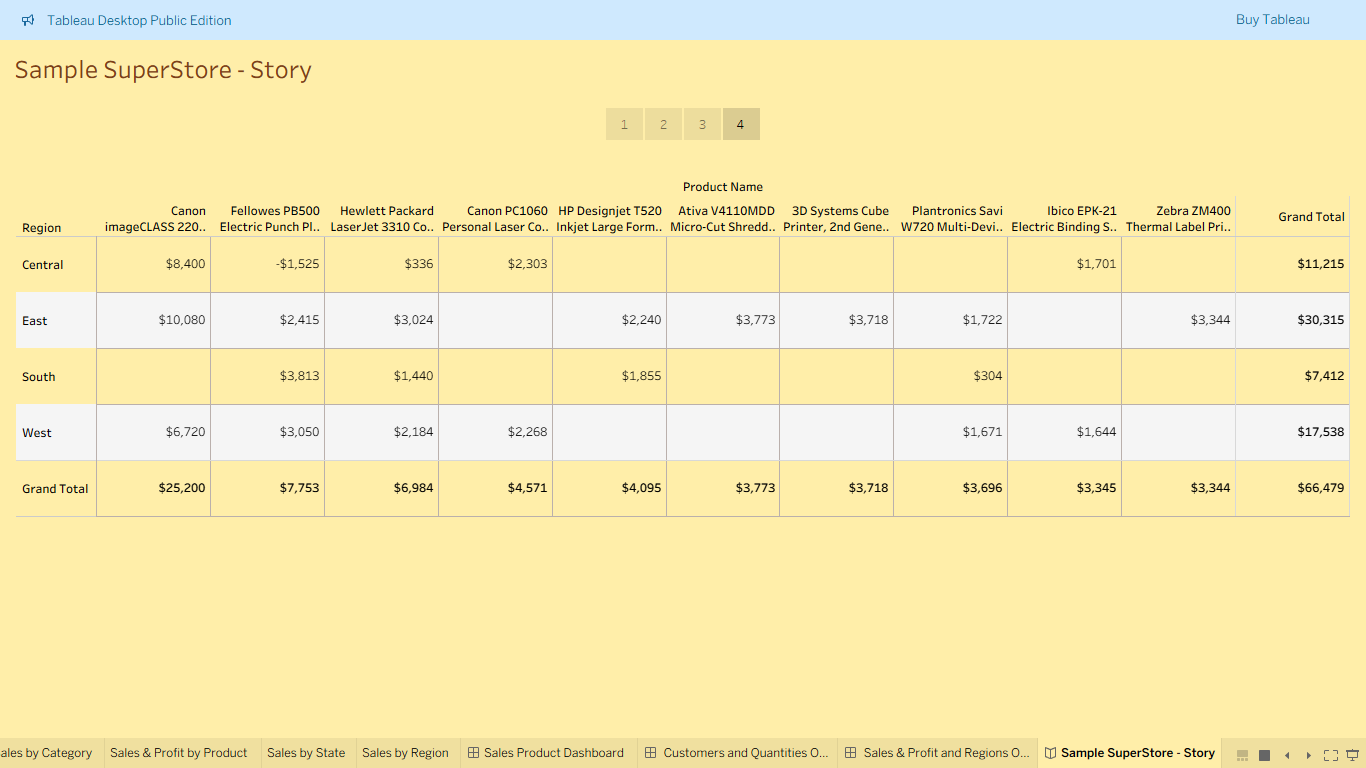 Tableau Desktop Public Edition Buy Tableau
Sample SuperStore - Story
1 2 3 4
Product Name
Region Canon imageCLASS 220.. Fellowes PB500 Electric Punch Pl.. Hewlett Packard LaserJet 3310 Co.. Canon PC1060 Personal Laser Co.. HP Designjet T520 Inkjet Large Form.. Ativa V4110MDD Micro-Cut Shredd.. 3D Systems Cube Printer, 2nd Gene.. Plantronics Savi W720 Multi-Devi.. Ibico EPK-21 Electric Binding S.. Zebra ZM400 Thermal Label Pri.. Grand Total
Central $8,400 -$1,525 $336 $2,303 $1,701 $11,215
East $10,080 $2,415 $3,024 $2,240 $3,773 $3,718 $1,722 $3,344 $30,315
South $3,813 $1,440 $1,855 $304 $7,412
West $6,720 $3,050 $2,184 $2,268 $1,671 $1,644 $17,538
Grand Total $25,200 $7,753 $6,984 $4,571 $4,095 $3,773 $3,718 $3,696 $3,345 $3,344 $66,479
ales by Category Sales & Profit by Product Sales by State Sales by Region Sales Product Dashboard Customers and Quantities O... Sales & Profit and Regions O... Sample SuperStore - Story